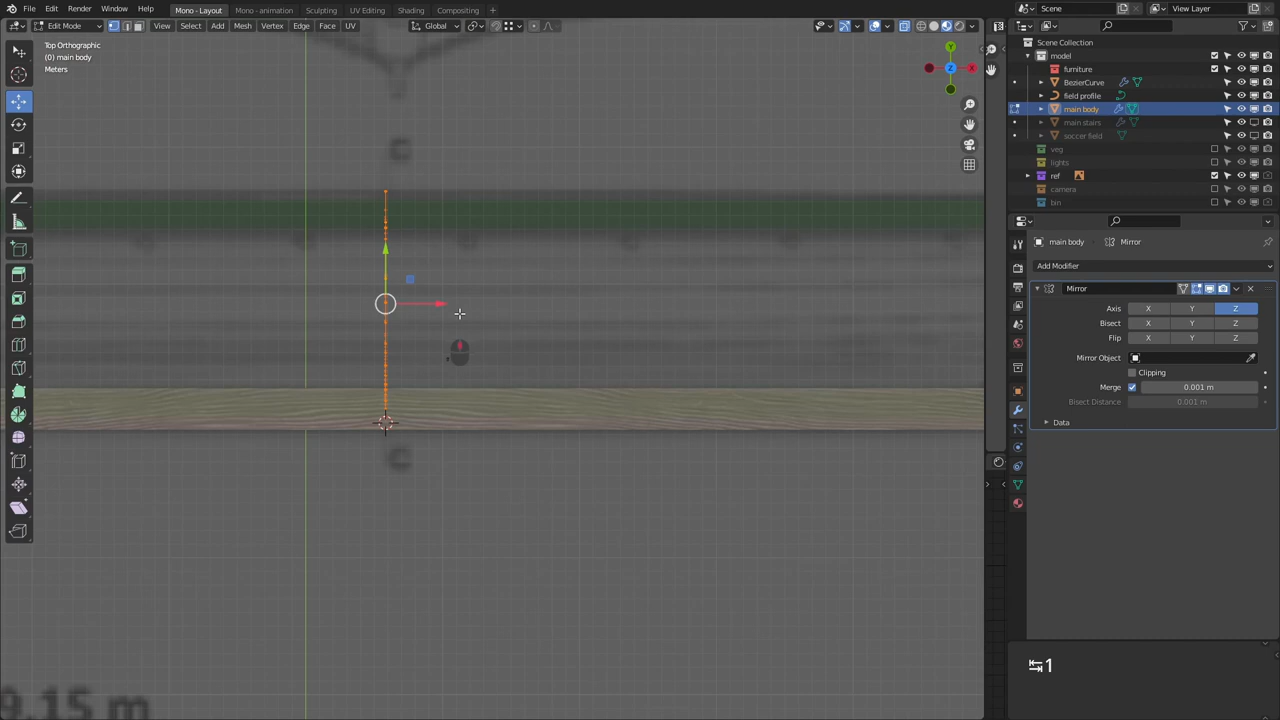 File Edit Render Window Help Mono - Layout Mono - animation Sculpting UV Editing Shading Compositing + Scene View Layer
Edit Mode View Select Add Mesh Vertex Edge Face UV Global
Top Orthographic
(0) main body
Meters
Y
Z
X
C
C
9.15 m
Scene Collection
model
furniture
BezierCurve
field profile
main body
main stairs
soccer field
veg
lights
ref
camera
bin
main body Mirror
Add Modifier
Mirror
Axis X Y Z
Bisect X Y Z
Flip X Y Z
Mirror Object
Clipping
Merge 0.001 m
Bisect Distance 0.001 m
Data
1